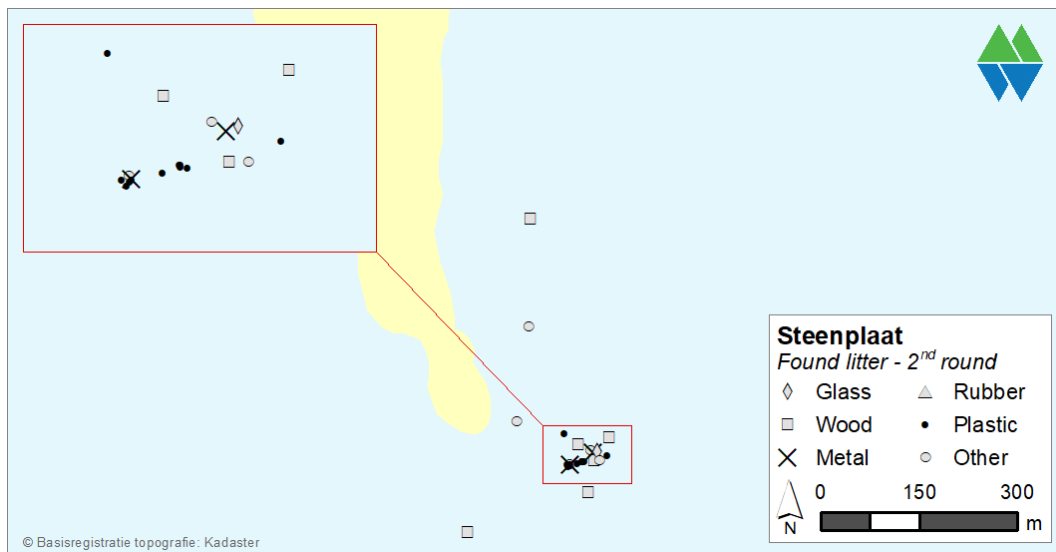 Steenplaat
Found litter - 2nd round
Glass
Rubber
Wood
Plastic
Metal
Other
0 150 300
m
N
© Basisregistratie topografie: Kadaster